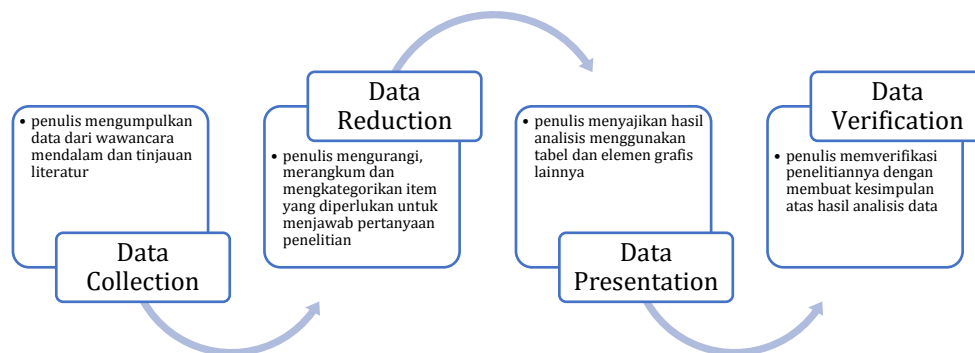 • penulis mengumpulkan
data dari wawancara
mendalam dan tinjauan
literatur
Data
Collection
Data
Reduction
• penulis mengurangi,
merangkum dan
mengkategorikan item
yang diperlukan untuk
menjawab pertanyaan
penelitian
• penulis menyajikan hasil
analisis menggunakan
tabel dan elemen grafis
lainnya
Data
Presentation
Data
Verification
• penulis memverifikasi
penelitiannya dengan
membuat kesimpulan
atas hasil analisis data